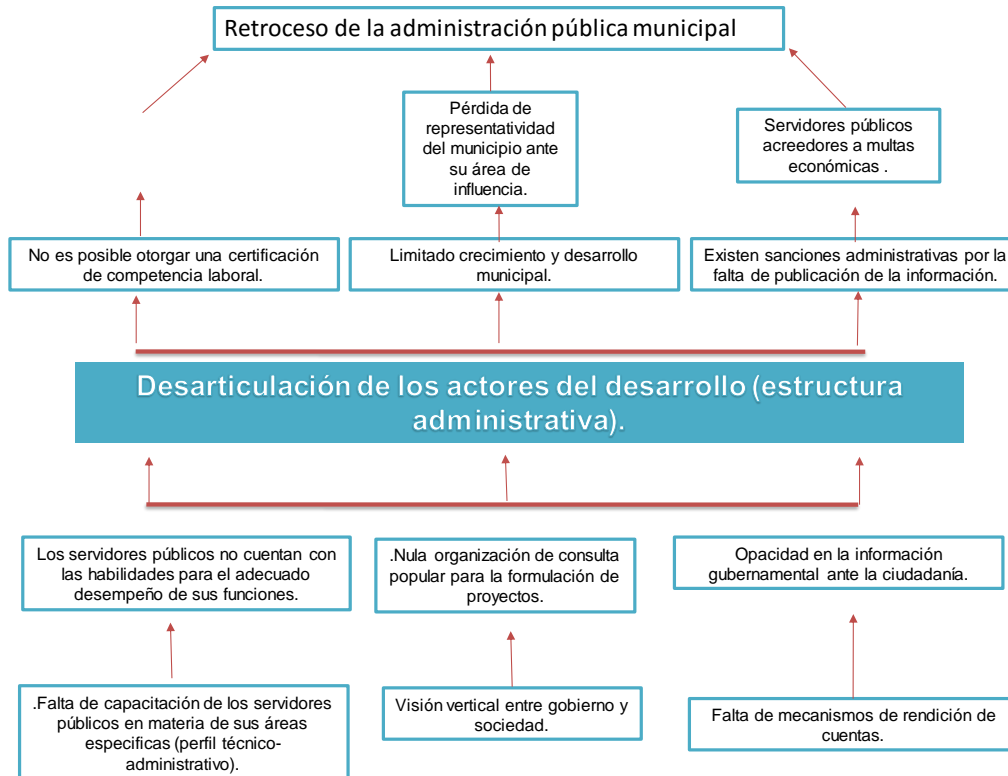 Retroceso de la administración pública municipal
Pérdida de
representatividad
del municipio ante
su área de
influencia.
Servidores públicos
acreedores a multas
económicas .
No es posible otorgar una certificación
de competencia laboral.
Limitado crecimiento y desarrollo
municipal.
Existen sanciones administrativas por la
falta de publicación de la información.
Desarticulación de los actores del desarrollo (estructura
administrativa).
Los servidores públicos no cuentan con
las habilidades para el adecuado
desempeño de sus funciones.
.Nula organización de consulta
popular para la formulación de
proyectos.
Opacidad en la información
gubernamental ante la ciudadanía.
.Falta de capacitación de los servidores
públicos en materia de sus áreas
especificas (perfil técnico-
administrativo).
Visión vertical entre gobierno y
sociedad.
Falta de mecanismos de rendición de
cuentas.